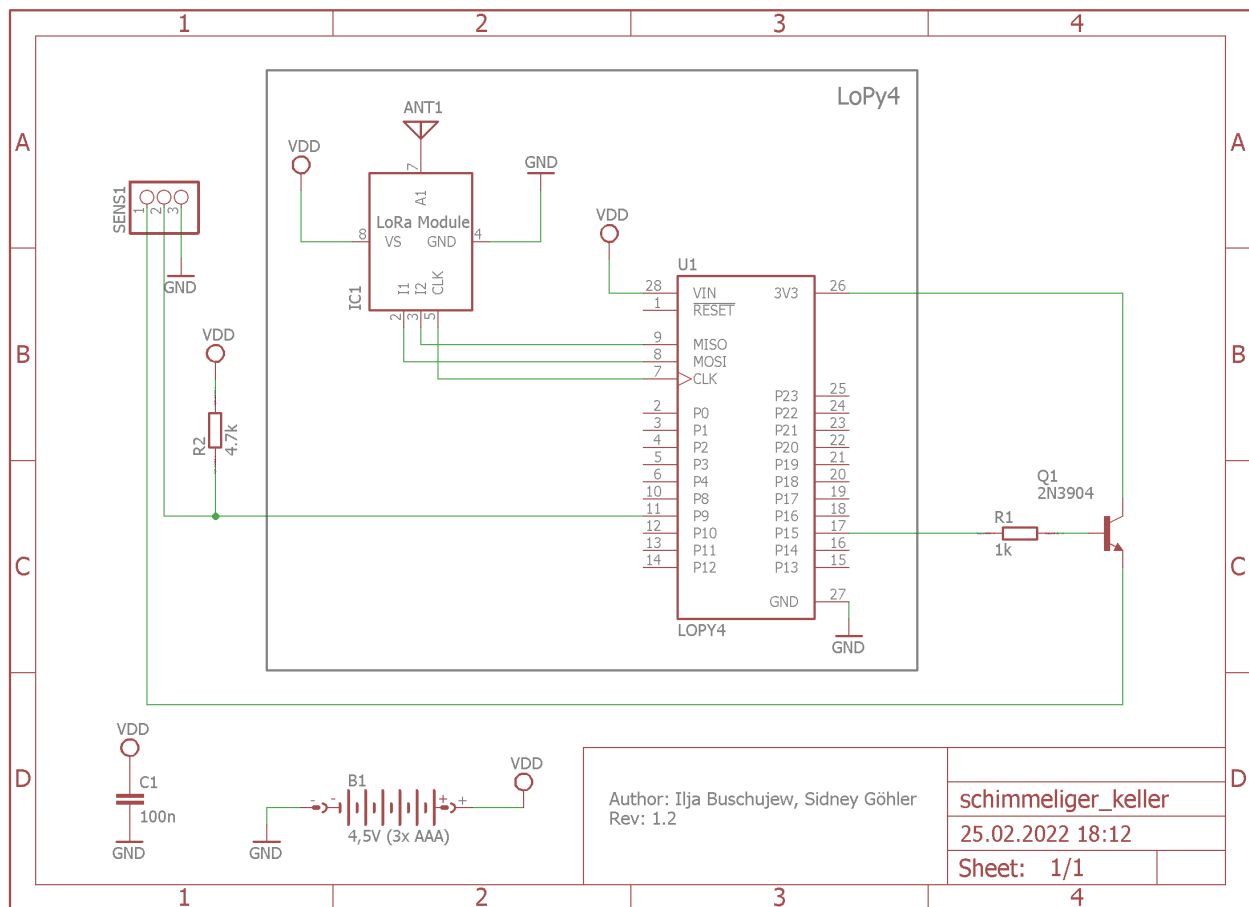 1 2 3 4
A A
LoPy4
ANT1
VDD
7
GND
A1
LoRa Module
8 VS GND 4
I1 I2 CLK
2 3 5
IC1
SENS1
1 2 3
GND
VDD
U1
28 VIN 3V3 26
1 RESET
9 MISO
8 MOSI
7 CLK
B B
VDD
R2
4.7k
P23 25
2 P0 P22 24
3 P1 P21 23
4 P2 P20 22
5 P3 P19 21
6 P4 P18 20
10 P8 P17 19
11 P9 P16 18
12 P10 P15 17
13 P11 P14 16
14 P12 P13 15
GND 27
LOPY4
GND
Q1
2N3904
R1
1k
C C
VDD
C1
100n
GND
B1
- - + +
4,5V (3x AAA)
GND
VDD
D D
Author: Ilja Buschujew, Sidney Göhler
Rev: 1.2
schimmeliger_keller
25.02.2022 18:12
Sheet: 1/1
1 2 3 4